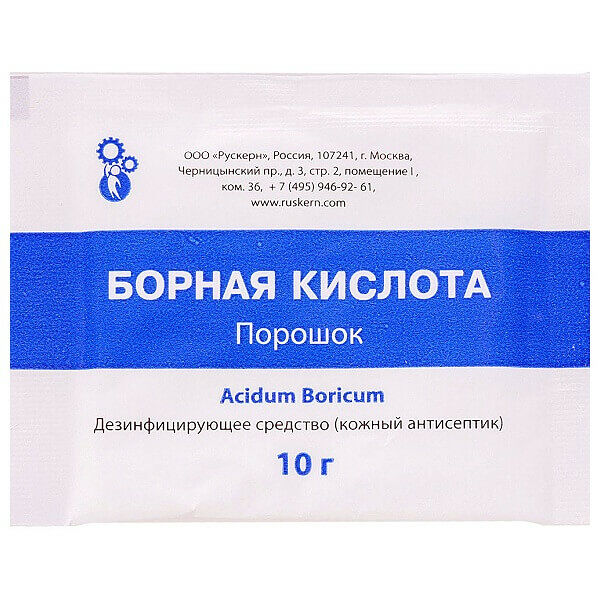 ООО «Рускерн», Россия, 107241, г. Москва,
Черницынский пр., д. 3, стр. 2, помещение I ,
ком. 36, + 7 (495) 946-92- 61,
www.ruskern.com
БОРНАЯ КИСЛОТА
Порошок
Acidum Boricum
Дезинфицирующее средство (кожный антисептик)
10 г